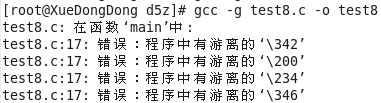 [root@XueDongDong d5z]# gcc -g test8.c -o test8
test8.c: 在函数‘main’中:
test8.c:17: 错误:程序中有游离的‘\342’
test8.c:17: 错误:程序中有游离的‘\200’
test8.c:17: 错误:程序中有游离的‘\234’
test8.c:17: 错误:程序中有游离的‘\346’